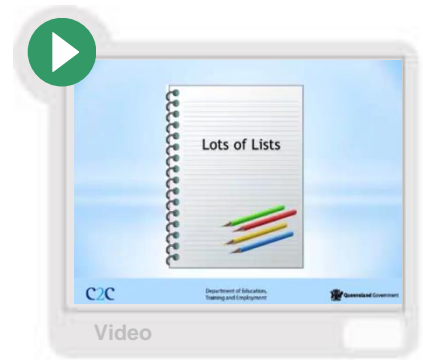 Lots of Lists
C2C
Department of Education,
Training and Employment
Queensland Government
Video